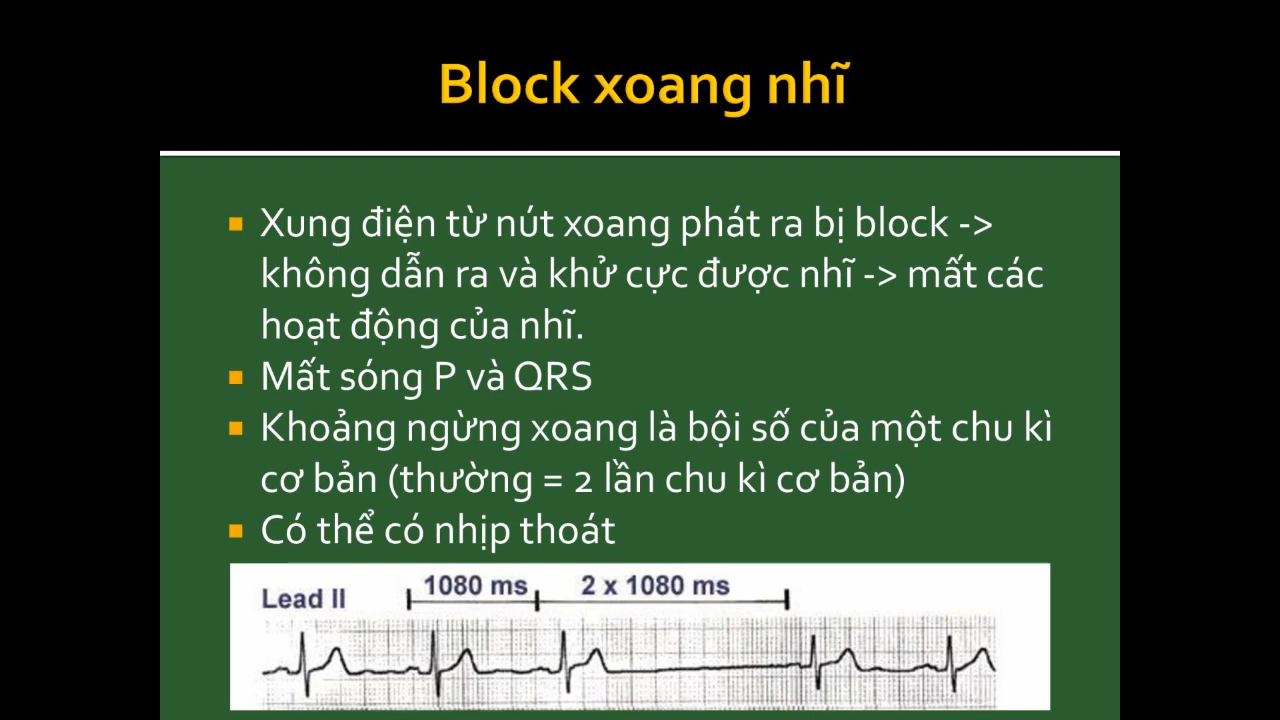 Block xoang nhĩ
Xung điện từ nút xoang phát ra bị block ->
không dẫn ra và khử cực được nhĩ -> mất các
hoạt động của nhĩ.
Mất sóng P và QRS
Khoảng ngừng xoang là bội số của một chu kì
cơ bản (thường = 2 lần chu kì cơ bản)
Có thể có nhịp thoát
Lead II 1080 ms 2 x 1080 ms